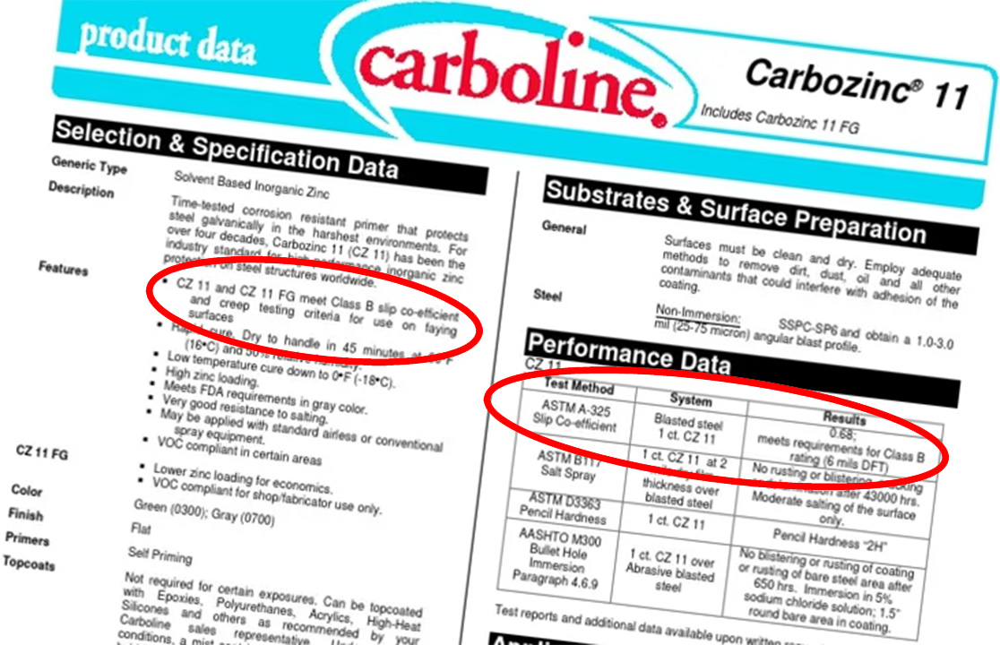 product data
carboline.
Carbozinc® 11
Includes Carbozinc 11 FG
Selection & Specification Data
Generic Type
Solvent Based Inorganic Zinc
Description
Time-tested corrosion resistant primer that protects
steel galvanically in the harshest environments. For
over four decades, Carbozinc 11 (CZ 11) has been the
industry standard for high-performance inorganic zinc
protection on steel structures worldwide.
Features
▪ CZ 11 and CZ 11 FG meet Class B slip co-efficient
and creep testing criteria for use on faying
surfaces
▪ Rapid cure. Dry to handle in 45 minutes at 60°F
(16°C) and 50% relative humidity.
▪ Low temperature cure down to 0°F (-18°C).
▪ High zinc loading.
▪ Meets FDA requirements in gray color.
▪ Very good resistance to salting.
▪ May be applied with standard airless or conventional
spray equipment.
▪ VOC compliant in certain areas
CZ 11 FG
▪ Lower zinc loading for economics.
▪ VOC compliant for shop/fabricator use only.
Color
Green (0300); Gray (0700)
Finish
Flat
Primers
Self Priming
Topcoats
Not required for certain exposures. Can be topcoated
with Epoxies, Polyurethanes, Acrylics, High-Heat
Silicones and others as recommended by your
Carboline sales representative.
conditions, a mist
Substrates & Surface Preparation
General
Surfaces must be clean and dry. Employ adequate
methods to remove dirt, dust, oil and all other
contaminants that could interfere with adhesion of the
coating.
Steel
Non-Immersion: SSPC-SP6 and obtain a 1.0-3.0
mil (25-75 micron) angular blast profile.
Performance Data
CZ 11
Test Method System Results
ASTM A-325
Slip Co-efficient
Blasted steel
1 ct. CZ 11
0.68;
meets requirements for Class B
rating (6 mils DFT)
ASTM B117
Salt Spray
1 ct. CZ 11 at 2
mils dry film
thickness over
blasted steel
No rusting or blistering, cracking
after 43000 hrs.
Moderate salting of the surface
only.
ASTM D3363
Pencil Hardness
1 ct. CZ 11
Pencil Hardness “2H”
AASHTO M300
Bullet Hole
Immersion
Paragraph 4.6.9
1 ct. CZ 11 over
Abrasive blasted
steel
No blistering or rusting of coating
or rusting of bare steel area after
650 hrs. Immersion in 5%
sodium chloride solution; 1.5"
round bare area in coating.
Test reports and additional data available upon written